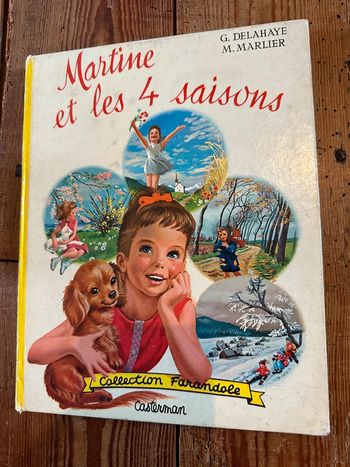 G. DELAHAYE
M. MARLIER
Martine
et les 4 saisons
Collection Farandole
Casterman